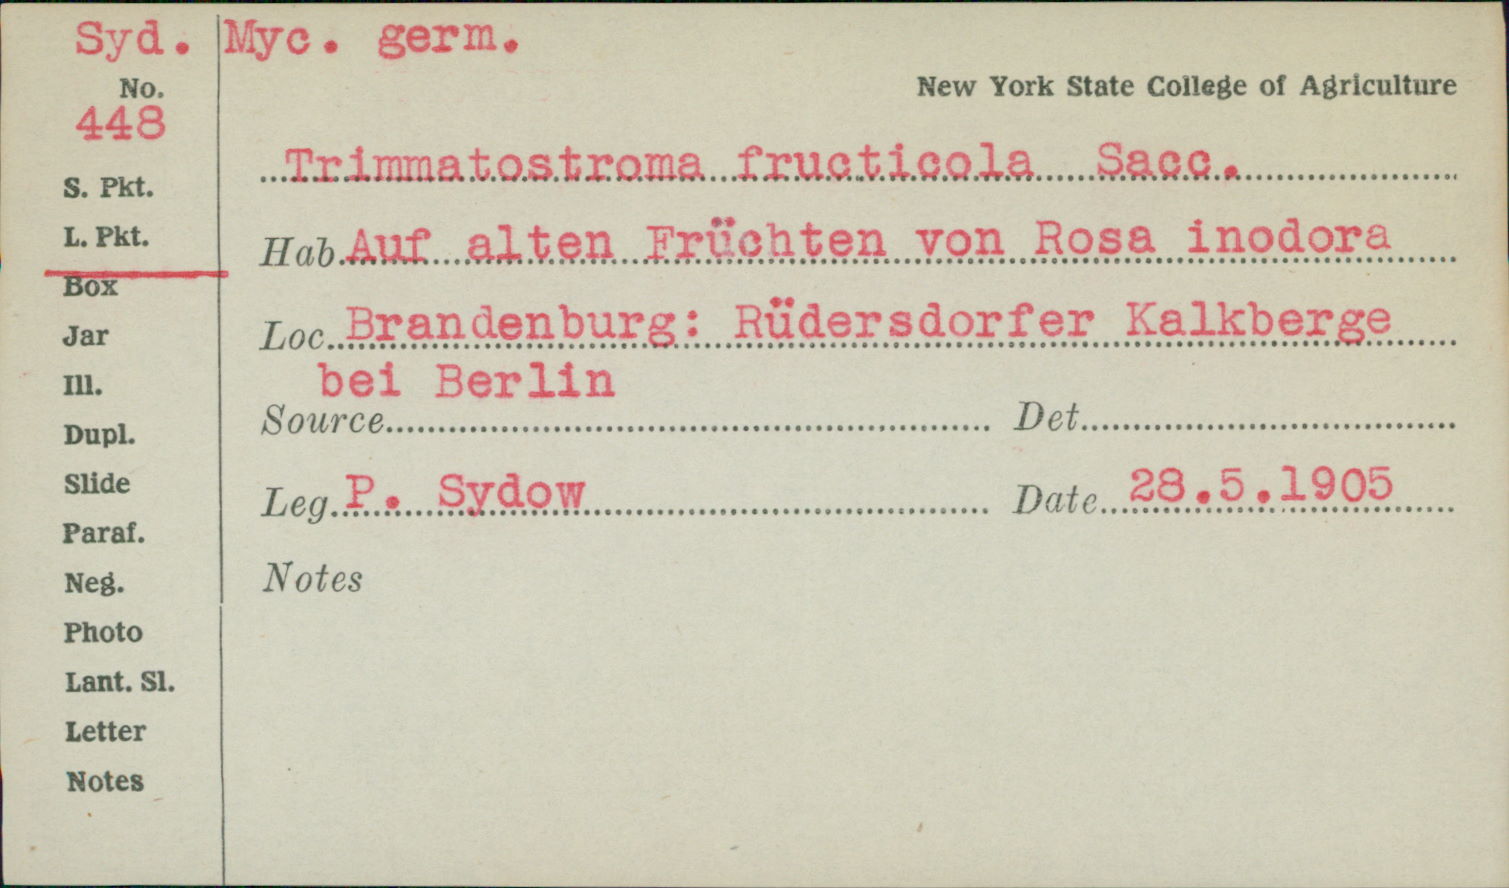 Syd. Myc. germ.
No.
448
New York State College of Agriculture
Trimmatostroma fructicola Sacc.
S. Pkt.
L. Pkt.
Hab. Auf alten Früchten von Rosa inodora
Box
Jar
Loc. Brandenburg: Rüdersdorfer Kalkberge
bei Berlin
Ill.
Source Det.
Dupl.
Slide
Leg. P. Sydow Date 28.5.1905
Paraf.
Neg.
Notes
Photo
Lant. Sl.
Letter
Notes